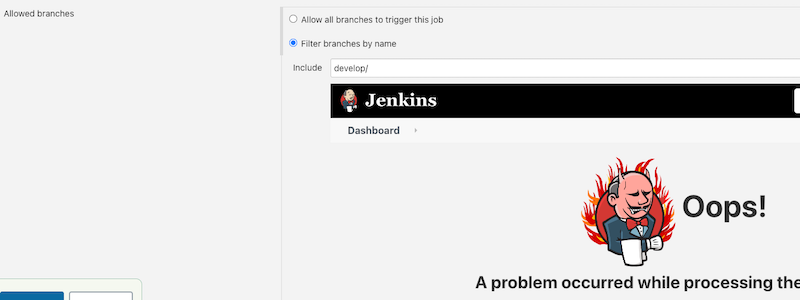 Allowed branches
Allow all branches to trigger this job
Filter branches by name
Include
develop/
Jenkins
Dashboard
Oops!
A problem occurred while processing the